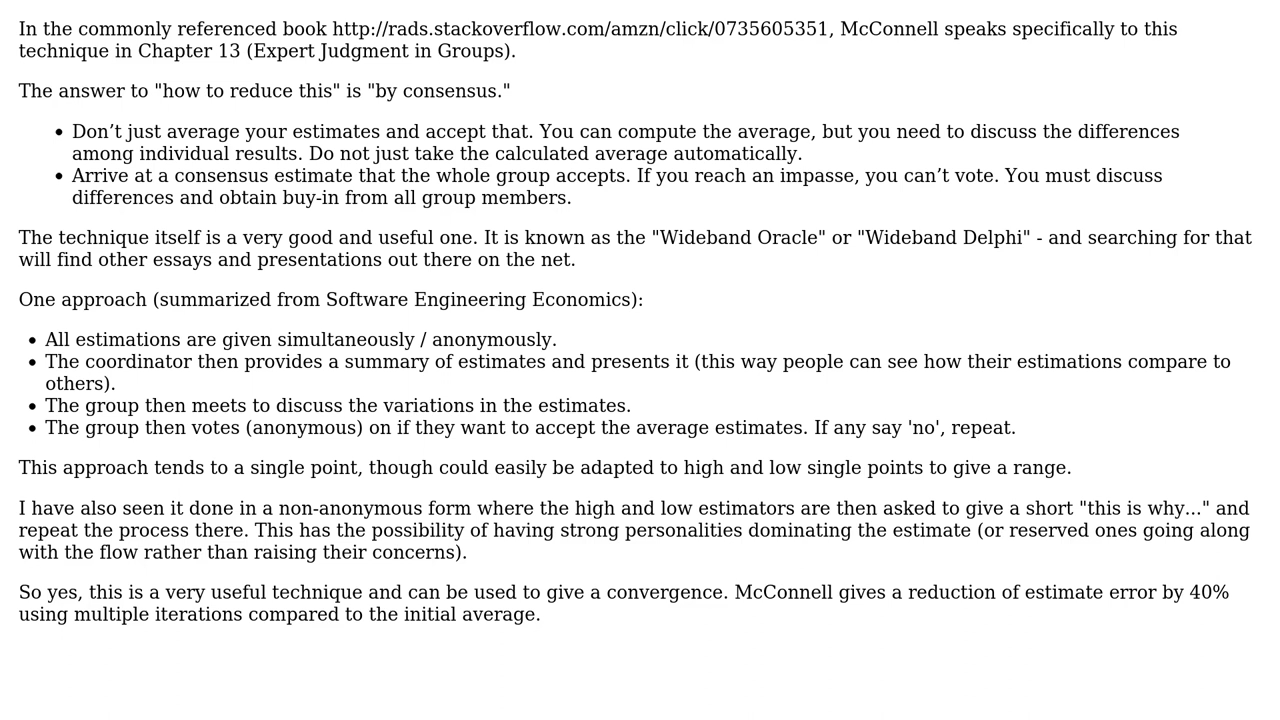 In the commonly referenced book http://rads.stackoverflow.com/amzn/click/0735605351, McConnell speaks specifically to this
technique in Chapter 13 (Expert Judgment in Groups).
The answer to "how to reduce this" is "by consensus."
• Don’t just average your estimates and accept that. You can compute the average, but you need to discuss the differences
among individual results. Do not just take the calculated average automatically.
• Arrive at a consensus estimate that the whole group accepts. If you reach an impasse, you can’t vote. You must discuss
differences and obtain buy-in from all group members.
The technique itself is a very good and useful one. It is known as the "Wideband Oracle" or "Wideband Delphi" - and searching for that
will find other essays and presentations out there on the net.
One approach (summarized from Software Engineering Economics):
• All estimations are given simultaneously / anonymously.
• The coordinator then provides a summary of estimates and presents it (this way people can see how their estimations compare to
others).
• The group then meets to discuss the variations in the estimates.
• The group then votes (anonymous) on if they want to accept the average estimates. If any say 'no', repeat.
This approach tends to a single point, though could easily be adapted to high and low single points to give a range.
I have also seen it done in a non-anonymous form where the high and low estimators are then asked to give a short "this is why..." and
repeat the process there. This has the possibility of having strong personalities dominating the estimate (or reserved ones going along
with the flow rather than raising their concerns).
So yes, this is a very useful technique and can be used to give a convergence. McConnell gives a reduction of estimate error by 40%
using multiple iterations compared to the initial average.